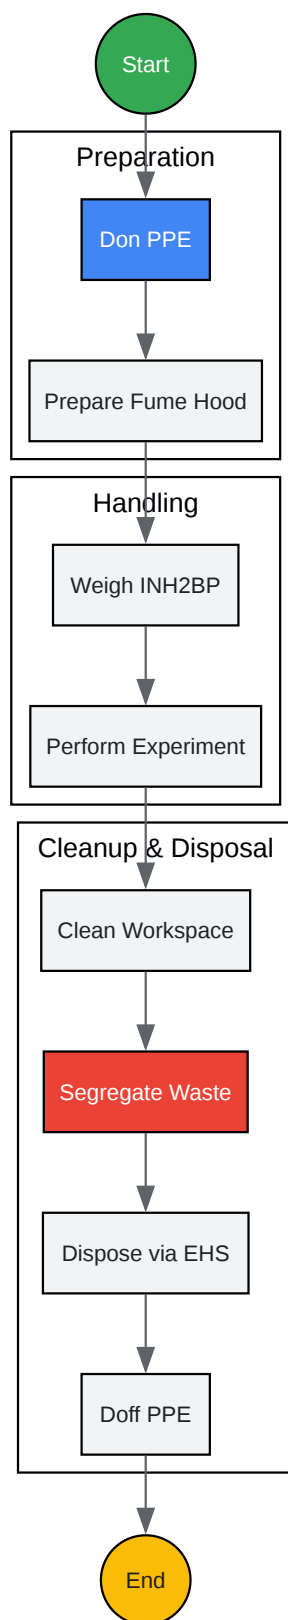 Start
Preparation
Don PPE
Prepare Fume Hood
Handling
Weigh INH2BP
Perform Experiment
Cleanup & Disposal
Clean Workspace
Segregate Waste
Dispose via EHS
Doff PPE
End